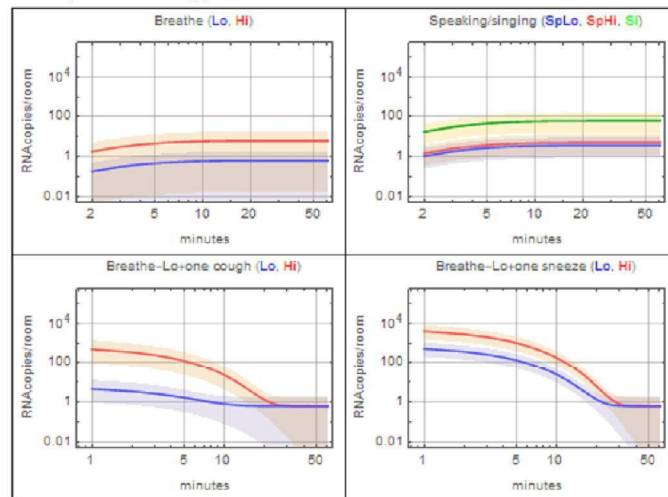 Breathe (Lo, Hi)
RNAcopies/room
10^4
100
1
0.01
2
5
10
20
50
minutes
Speaking/singing (SpLo, SpHi, Si)
RNAcopies/room
10^4
100
1
0.01
2
5
10
20
50
minutes
Breathe–Lo+one cough (Lo, Hi)
RNAcopies/room
10^4
100
1
0.01
1
5
10
50
minutes
Breathe–Lo+one sneeze (Lo, Hi)
RNAcopies/room
10^4
100
1
0.01
1
5
10
50
minutes